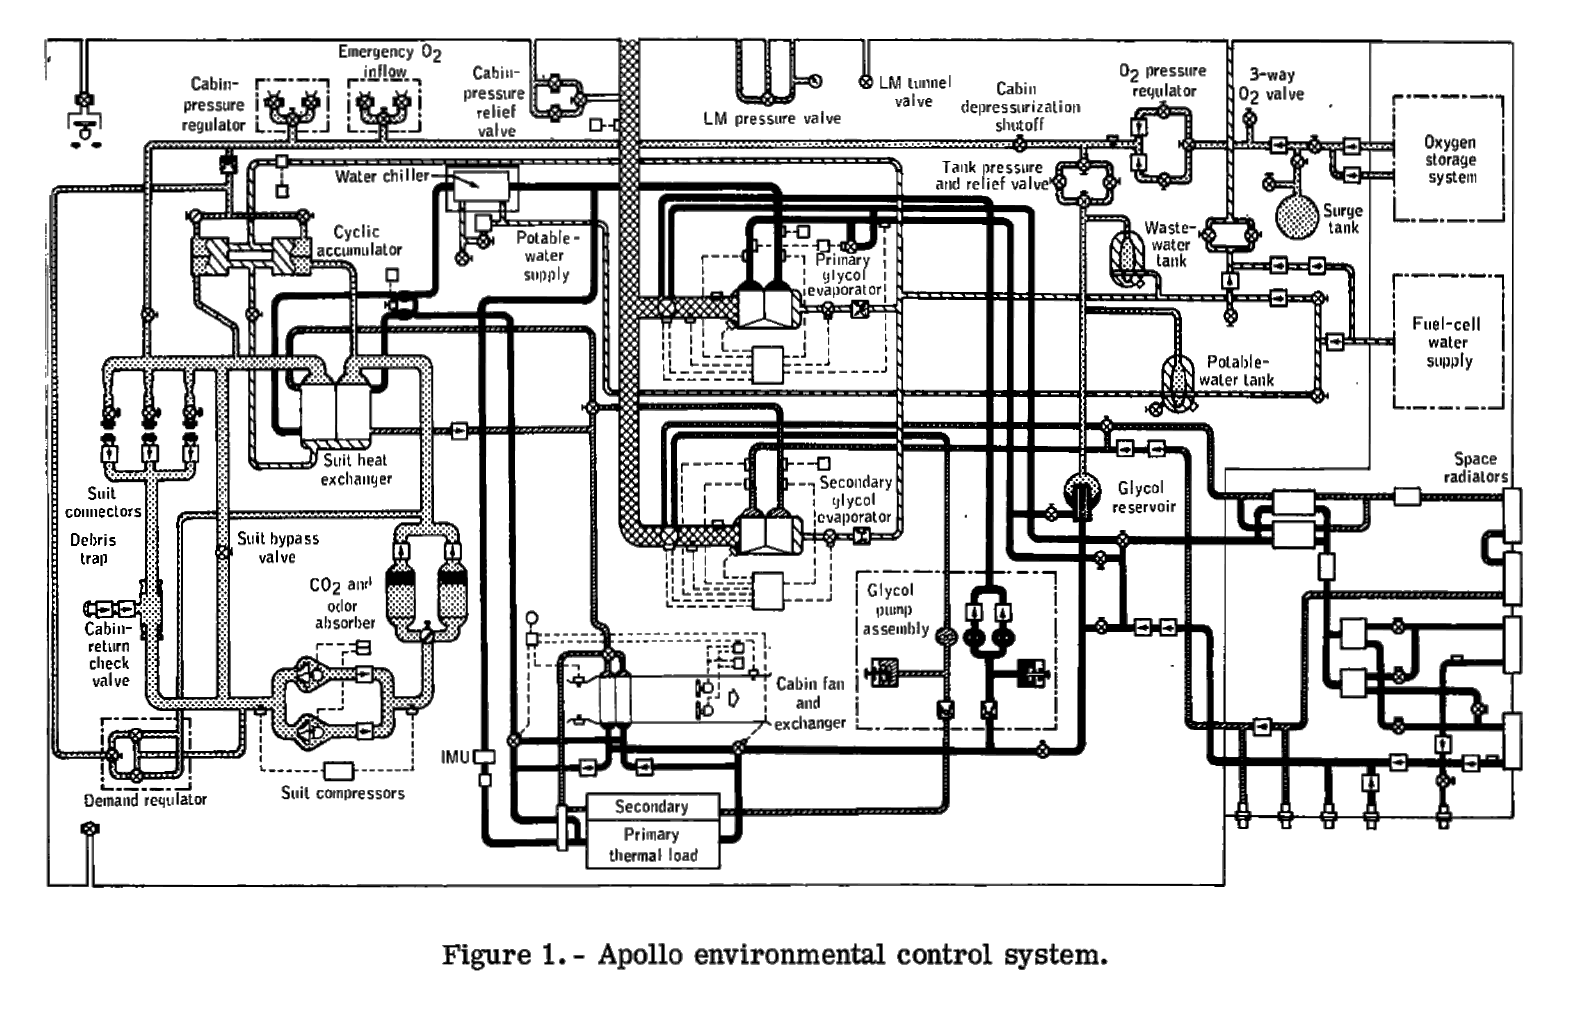 Emergency O2
inflow
Cabin-
pressure
regulator
Cabin-
pressure
relief
valve
LM pressure valve
LM tunnel
valve
Cabin
depressurization
shutoff
O2 pressure
regulator
3-way
O2 valve
Oxygen
storage
system
Water chiller
Tank pressure
and relief valve
Surge
tank
Cyclic
accumulator
Potable-
water
supply
Primary
glycol
evaporator
Waste-
water
tank
Fuel-cell
water
supply
Potable-
water tank
Suit heat
exchanger
Suit
connectors
Secondary
glycol
evaporator
Glycol
reservoir
Space
radiators
Debris
trap
Suit bypass
valve
CO2 and
odor
absorber
Glycol
pump
assembly
Cabin-
return
check
valve
Cabin fan
and
exchanger
IMU
Demand regulator
Suit compressors
Secondary
Primary
thermal load
Figure 1. - Apollo environmental control system.